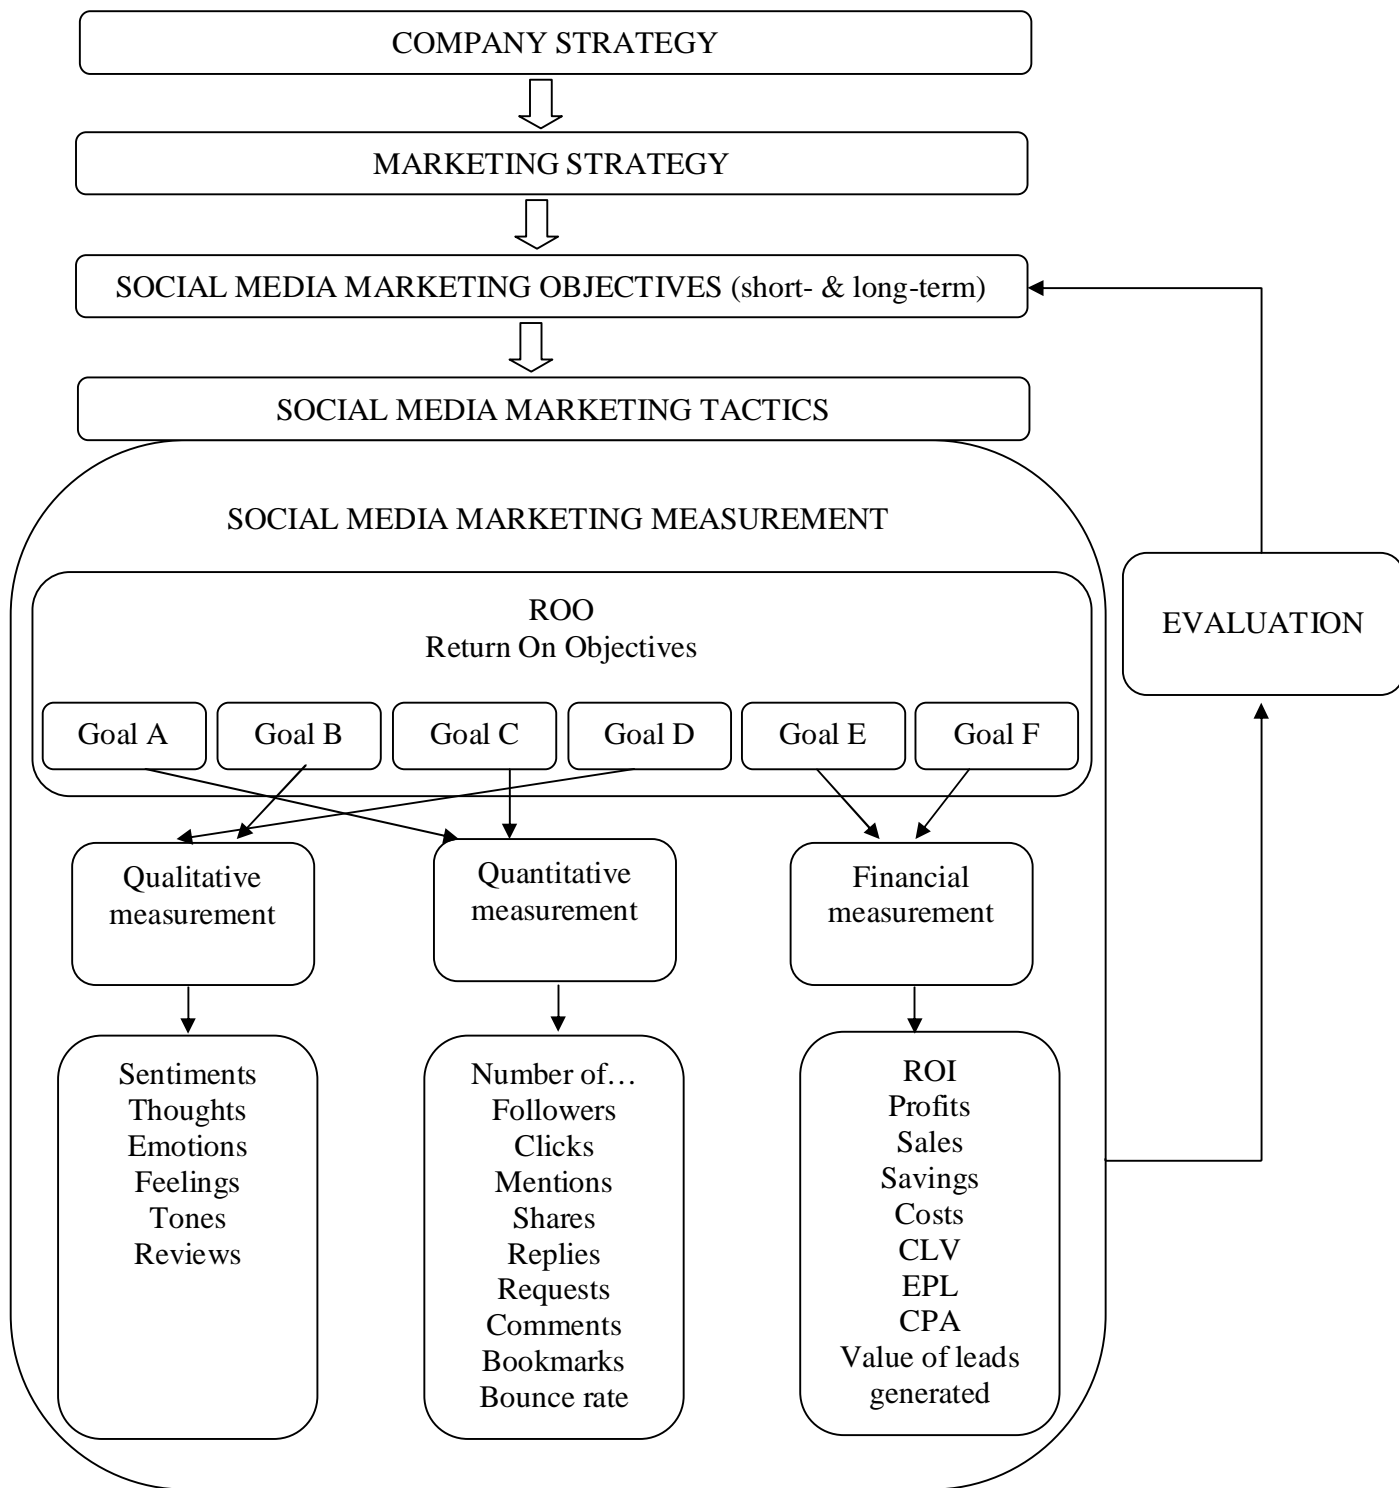 COMPANY STRATEGY
MARKETING STRATEGY
SOCIAL MEDIA MARKETING OBJECTIVES (short- & long-term)
SOCIAL MEDIA MARKETING TACTICS
SOCIAL MEDIA MARKETING MEASUREMENT
ROO
Return On Objectives
EVALUATION
Goal A
Goal B
Goal C
Goal D
Goal E
Goal F
Qualitative
measurement
Quantitative
measurement
Financial
measurement
Sentiments
Thoughts
Emotions
Feelings
Tones
Reviews
Number of…
Followers
Clicks
Mentions
Shares
Replies
Requests
Comments
Bookmarks
Bounce rate
ROI
Profits
Sales
Savings
Costs
CLV
EPL
CPA
Value of leads
generated